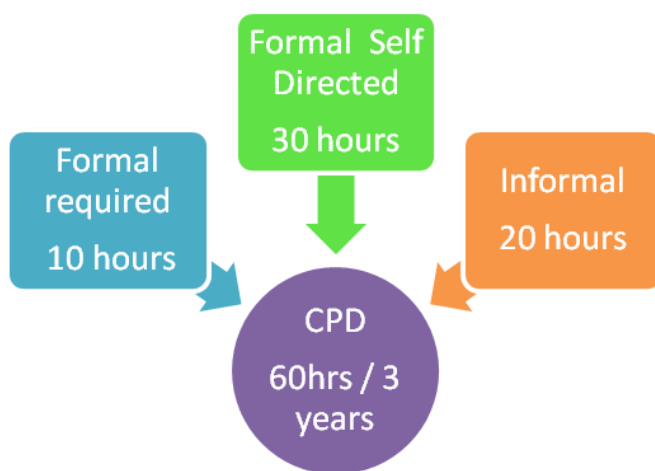 Formal Self
Directed
30 hours
Formal
required
10 hours
Informal
20 hours
CPD
60hrs / 3
years